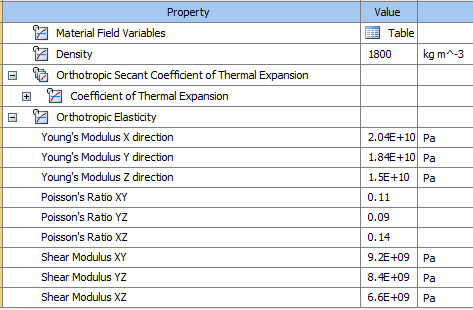 Property Value
Material Field Variables Table
Density 1800 kg m^-3
Orthotropic Secant Coefficient of Thermal Expansion
Coefficient of Thermal Expansion
Orthotropic Elasticity
Young's Modulus X direction 2.04E+10 Pa
Young's Modulus Y direction 1.84E+10 Pa
Young's Modulus Z direction 1.5E+10 Pa
Poisson's Ratio XY 0.11
Poisson's Ratio YZ 0.09
Poisson's Ratio XZ 0.14
Shear Modulus XY 9.2E+09 Pa
Shear Modulus YZ 8.4E+09 Pa
Shear Modulus XZ 6.6E+09 Pa